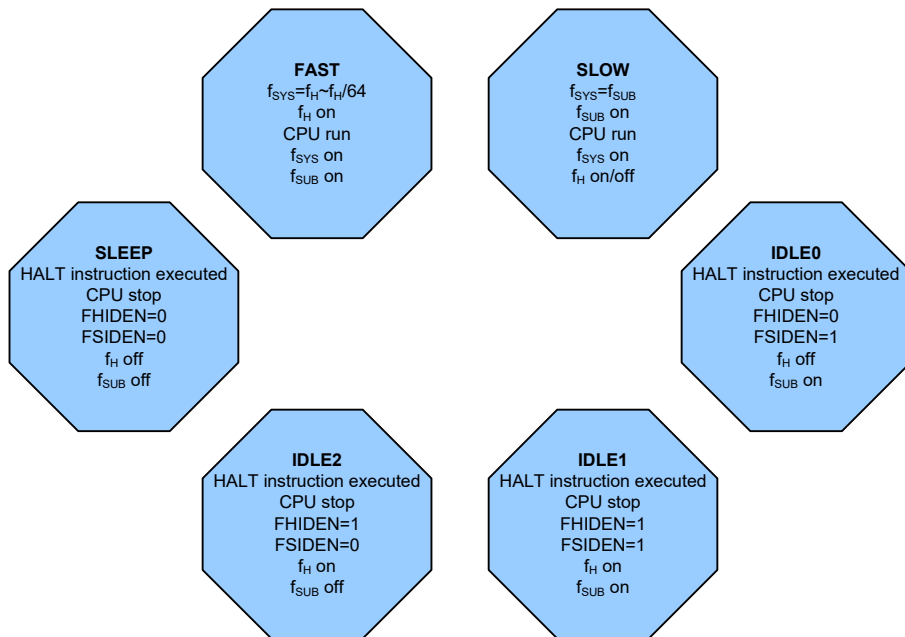 FAST
fSYS=fH~fH/64
fH on
CPU run
fSYS on
fSUB on
SLOW
fSYS=fSUB
fSUB on
CPU run
fSYS on
fH on/off
SLEEP
HALT instruction executed
CPU stop
FHIDEN=0
FSIDEN=0
fH off
fSUB off
IDLE0
HALT instruction executed
CPU stop
FHIDEN=0
FSIDEN=1
fH off
fSUB on
IDLE2
HALT instruction executed
CPU stop
FHIDEN=1
FSIDEN=0
fH on
fSUB off
IDLE1
HALT instruction executed
CPU stop
FHIDEN=1
FSIDEN=1
fH on
fSUB on